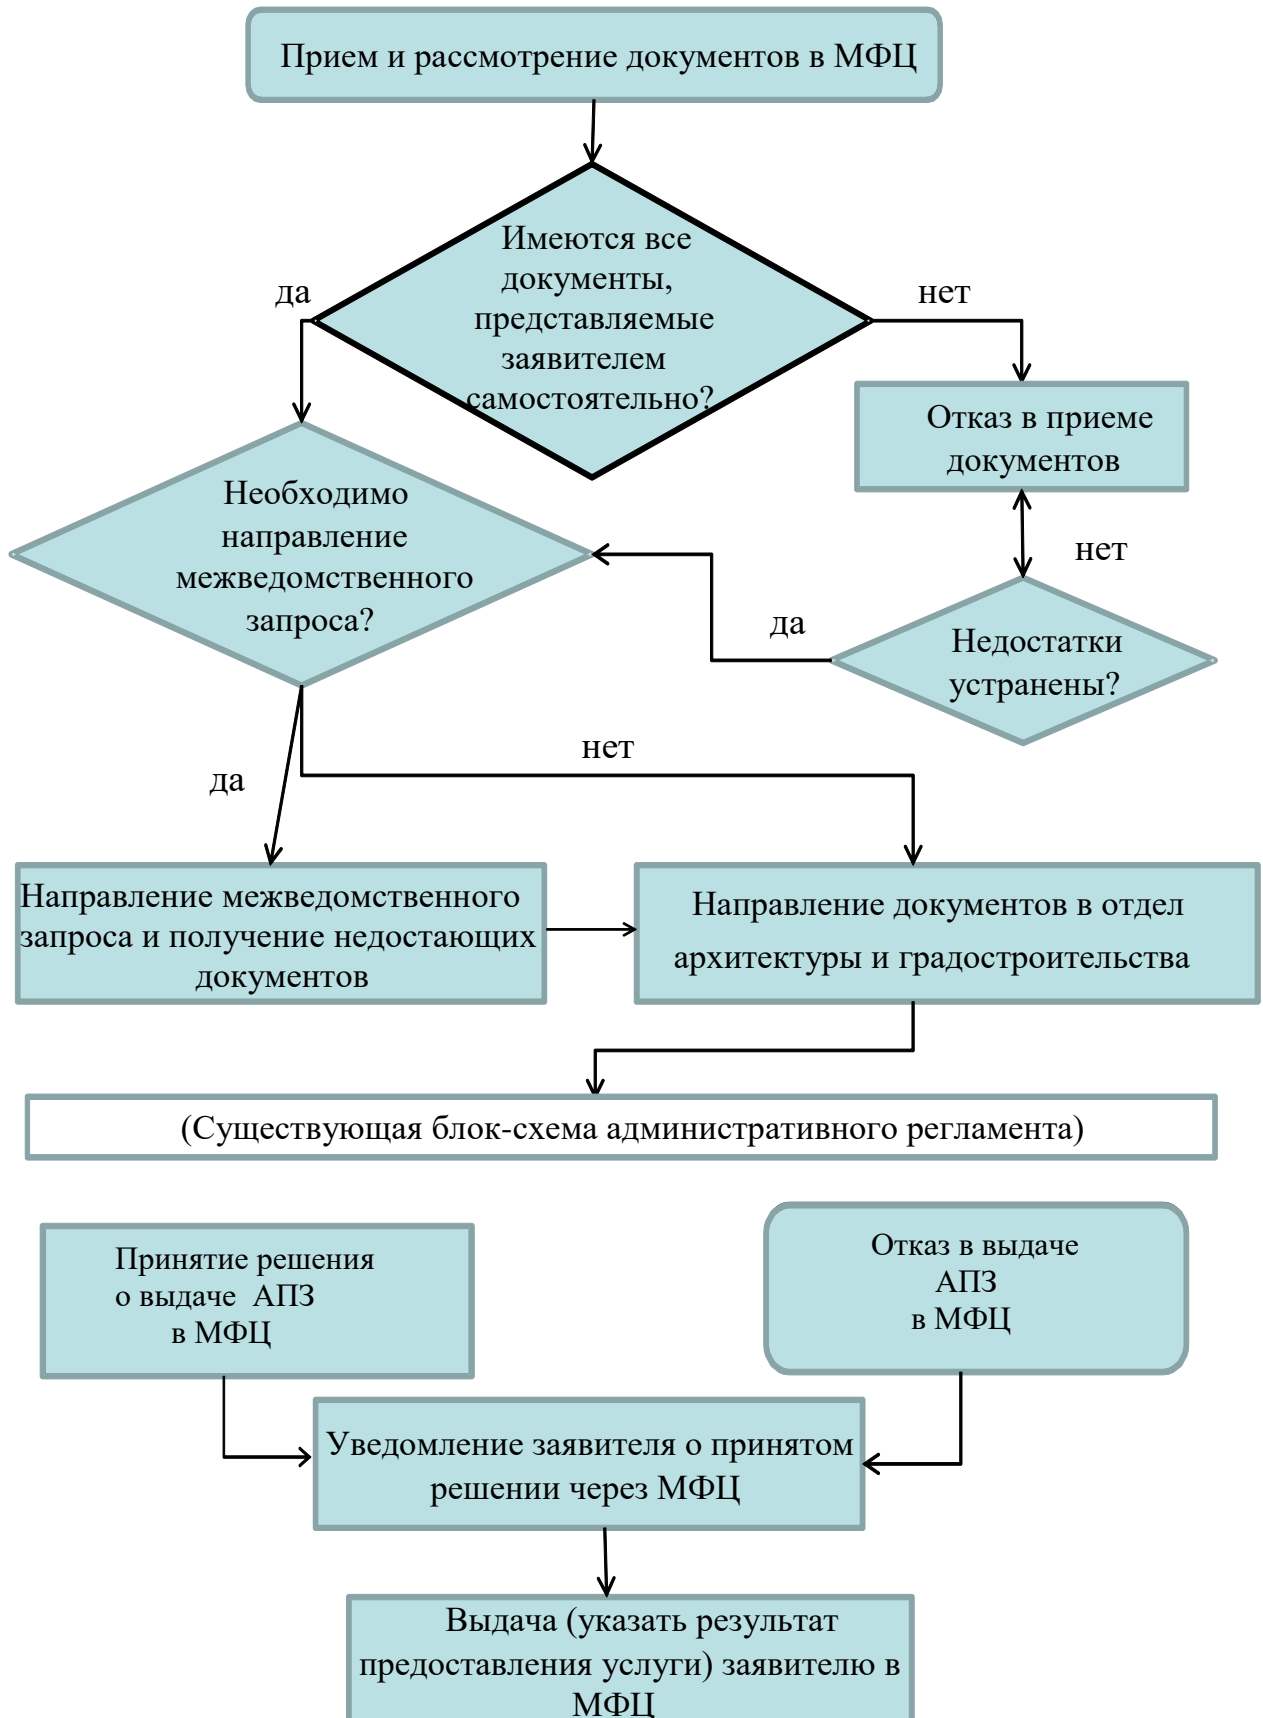 Прием и рассмотрение документов в МФЦ
Имеются все
документы,
представляемые
заявителем
самостоятельно?
да
нет
Отказ в приеме
документов
Необходимо
направление
межведомственного
запроса?
нет
да
Недостатки
устранены?
нет
да
Направление межведомственного
запроса и получение недостающих
документов
Направление документов в отдел
архитектуры и градостроительства
(Существующая блок-схема административного регламента)
Принятие решения
о выдаче АПЗ
в МФЦ
Отказ в выдаче
АПЗ
в МФЦ
Уведомление заявителя о принятом
решении через МФЦ
Выдача (указать результат
предоставления услуги) заявителю в
МФЦ